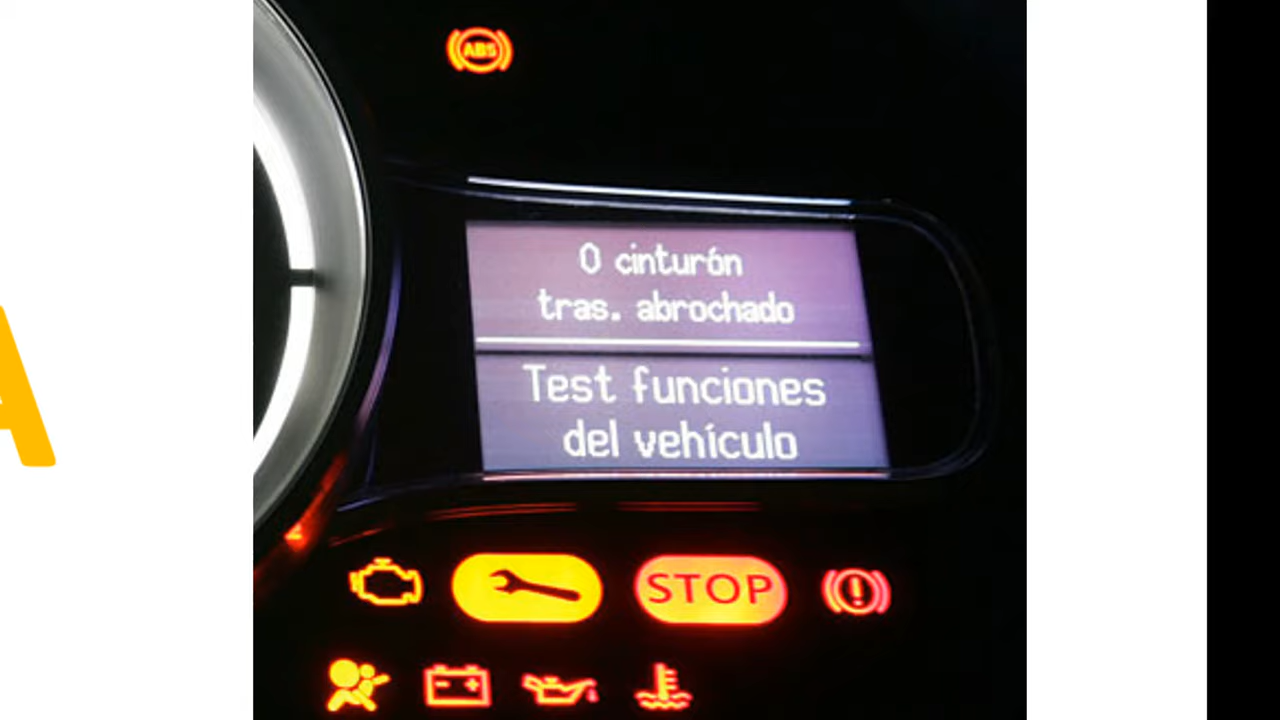 ABS
0 cinturón
tras. abrochado
Test funciones
del vehículo
STOP
A